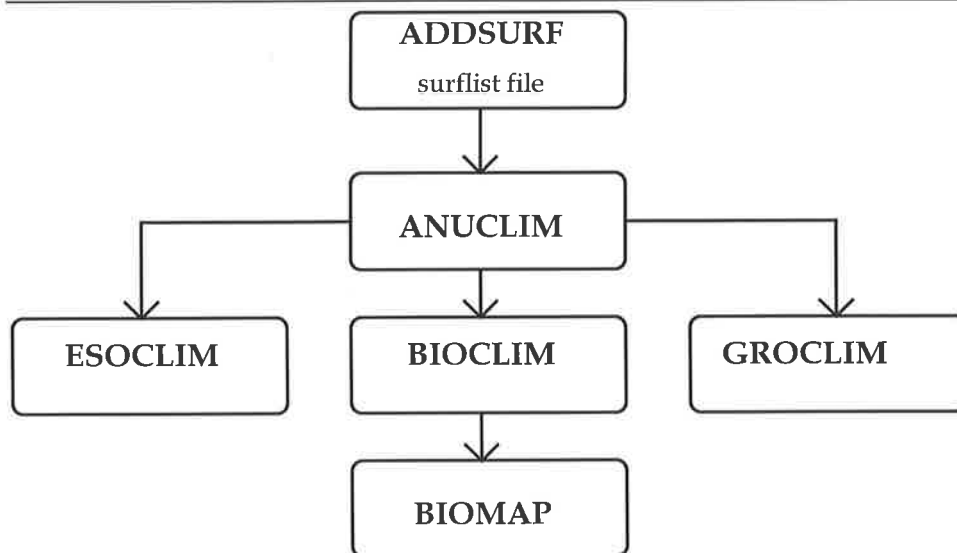 ADDSURF
surflist file
ANUCLIM
ESOCLIM
BIOCLIM
GROCLIM
BIOMAP